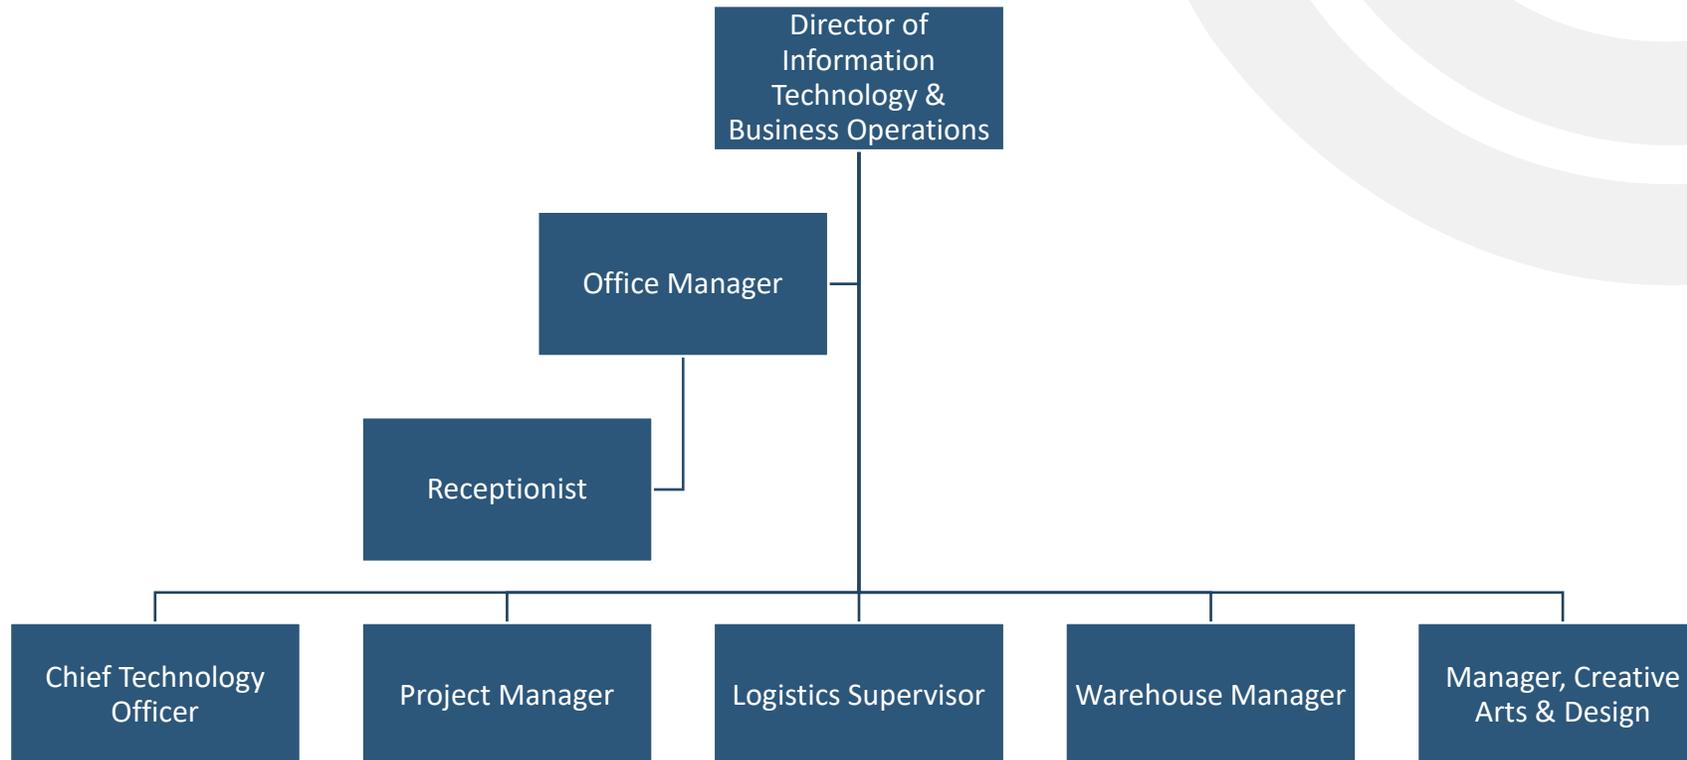 Director of
Information
Technology &
Business Operations
Office Manager
Receptionist
Chief Technology
Officer
Project Manager
Logistics Supervisor
Warehouse Manager
Manager, Creative
Arts & Design